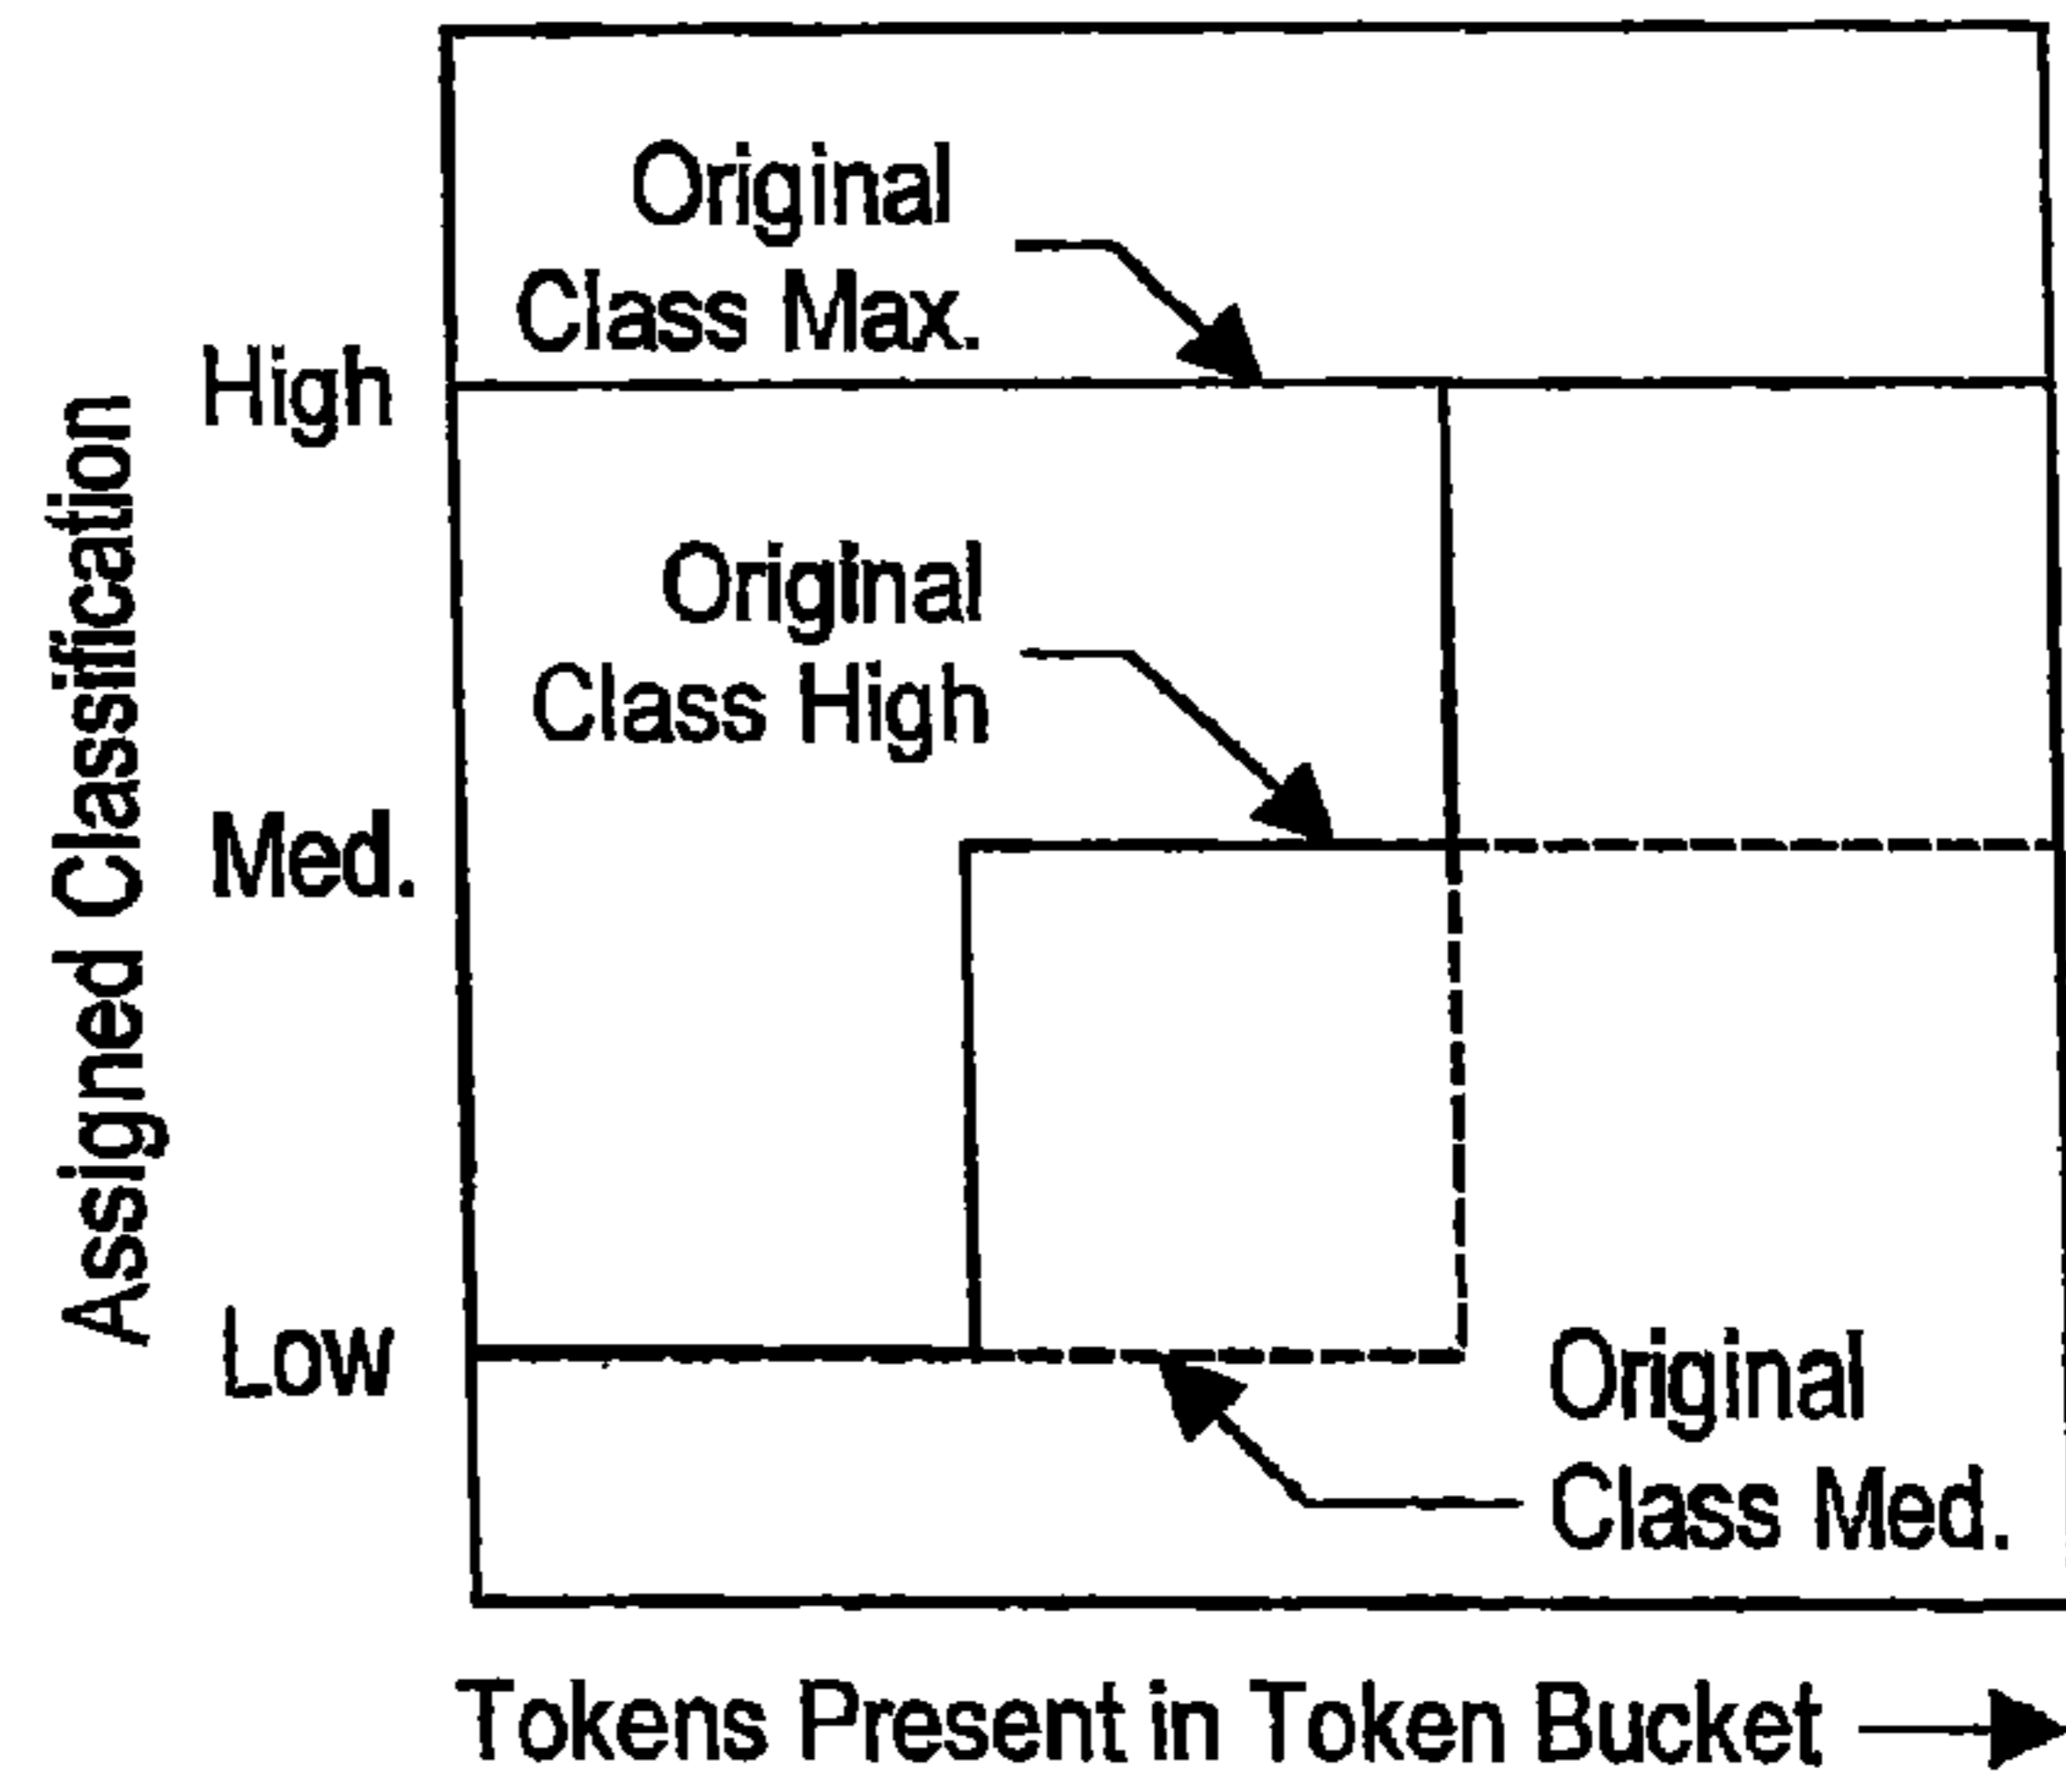 Original
Class Max.
High
Original
Class High
Med.
Low
Original
Class Med.
Assigned Classification
Tokens Present in Token Bucket